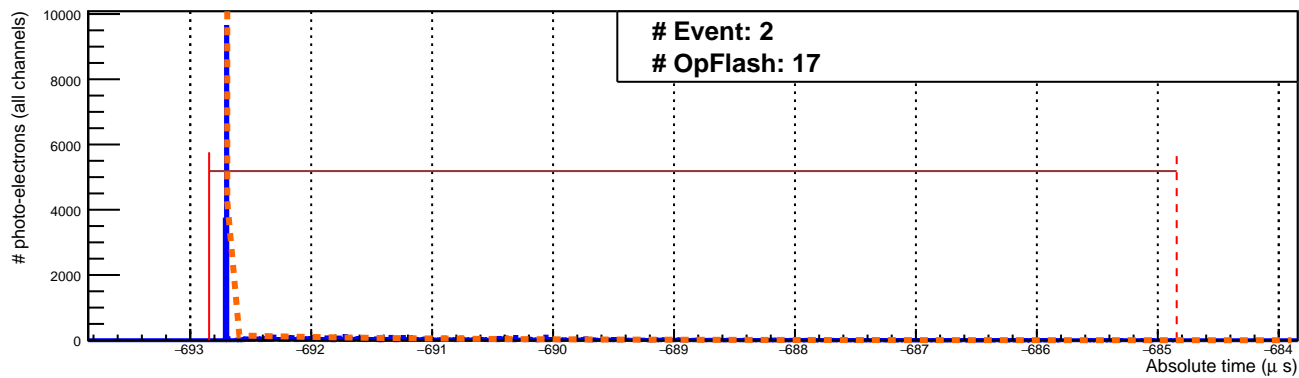 # Event: 2
# OpFlash: 17
# photo-electrons (all channels)
10000
8000
6000
4000
2000
0
−693 −692 −691 −690 −689 −688 −687 −686 −685 −684
Absolute time (μ s)